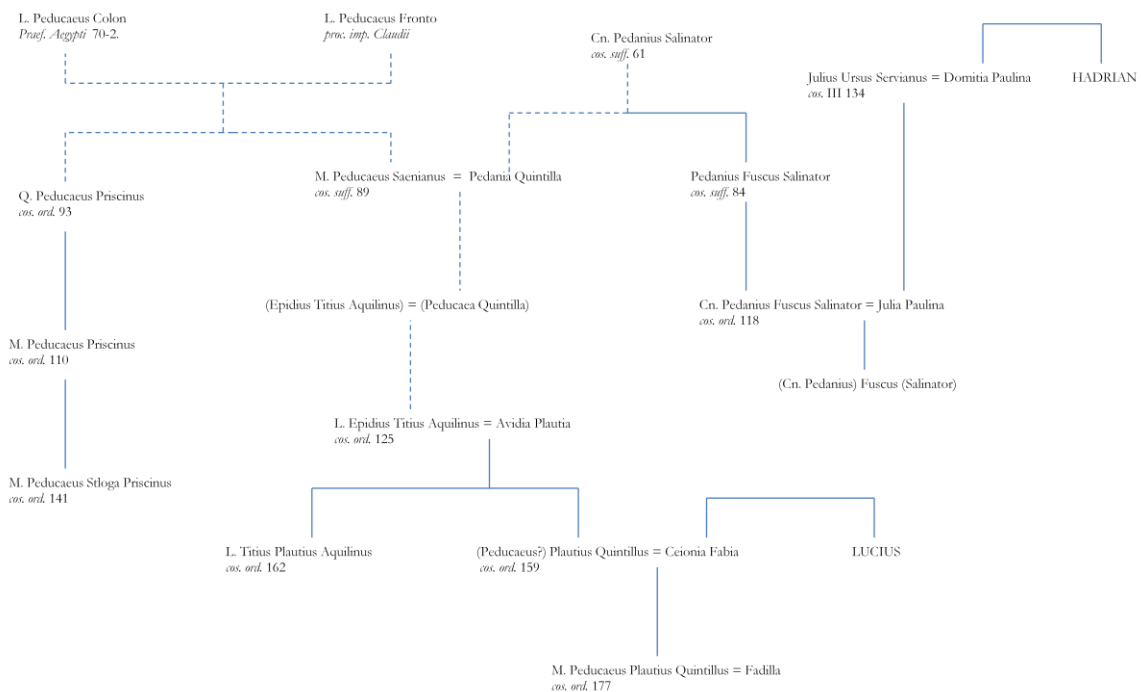 L. Peducaeus Colon
Praef. Aegypti 70-2.
L. Peducaeus Fronto
proc. imp. Claudii
Cn. Pedanius Salinator
cos. suff. 61
Julius Ursus Servianus = Domitia Paulina
cos. III 134
HADRIAN
Q. Peducaeus Priscinus
cos. ord. 93
M. Peducaeus Saenianus = Pedania Quintilla
cos. suff. 89
Pedanius Fuscus Salinator
cos. suff. 84
(Epidius Titius Aquilinus) = (Peducaea Quintilla)
Cn. Pedanius Fuscus Salinator = Julia Paulina
cos. ord. 118
M. Peducaeus Priscinus
cos. ord. 110
(Cn. Pedanius) Fuscus (Salinator)
L. Epidius Titius Aquilinus = Avidia Plautia
cos. ord. 125
M. Peducaeus Stloga Priscinus
cos. ord. 141
L. Titius Plautius Aquilinus
cos. ord. 162
(Peducaeus?) Plautius Quintillus = Ceionia Fabia
cos. ord. 159
LUCIUS
M. Peducaeus Plautius Quintillus = Fadilla
cos. ord. 177